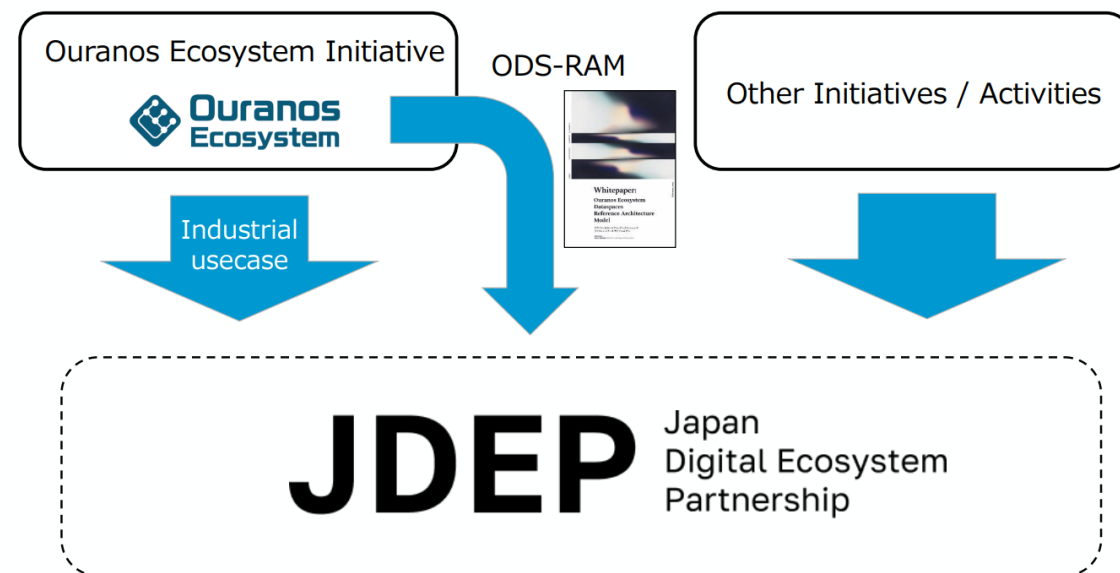 Ouranos Ecosystem Initiative
Ouranos
Ecosystem
ODS-RAM
Other Initiatives / Activities
Whitepaper:
Ouranos Ecosystem
Dataspaces
Reference Architecture
Model
Industrial
usecase
JDEP
Japan
Digital Ecosystem
Partnership